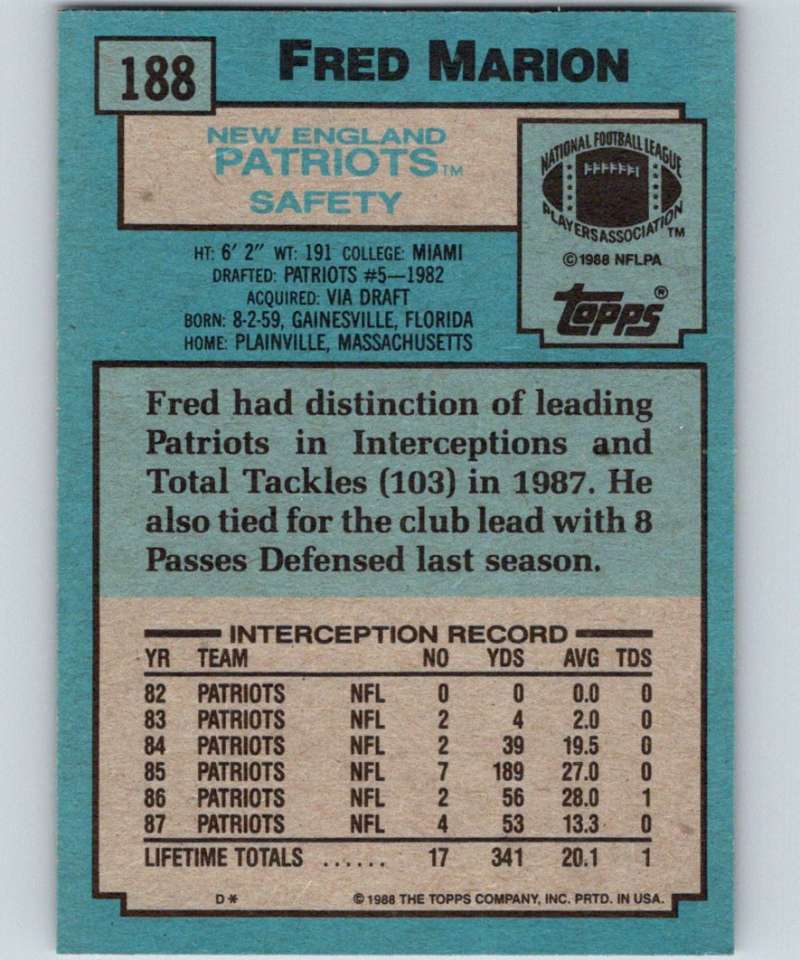 188
FRED MARION
NEW ENGLAND
PATRIOTS™
SAFETY
NATIONAL FOOTBALL LEAGUE
PLAYERS ASSOCIATION™
©1988 NFLPA
topps®
HT: 6' 2" WT: 191 COLLEGE: MIAMI
DRAFTED: PATRIOTS #5—1982
ACQUIRED: VIA DRAFT
BORN: 8-2-59, GAINESVILLE, FLORIDA
HOME: PLAINVILLE, MASSACHUSETTS
Fred had distinction of leading
Patriots in Interceptions and
Total Tackles (103) in 1987. He
also tied for the club lead with 8
Passes Defensed last season.
INTERCEPTION RECORD
YR TEAM NO YDS AVG TDS
82 PATRIOTS NFL 0 0 0.0 0
83 PATRIOTS NFL 2 4 2.0 0
84 PATRIOTS NFL 2 39 19.5 0
85 PATRIOTS NFL 7 189 27.0 0
86 PATRIOTS NFL 2 56 28.0 1
87 PATRIOTS NFL 4 53 13.3 0
LIFETIME TOTALS ...... 17 341 20.1 1
D* ©1988 THE TOPPS COMPANY, INC. PRTD. IN USA.